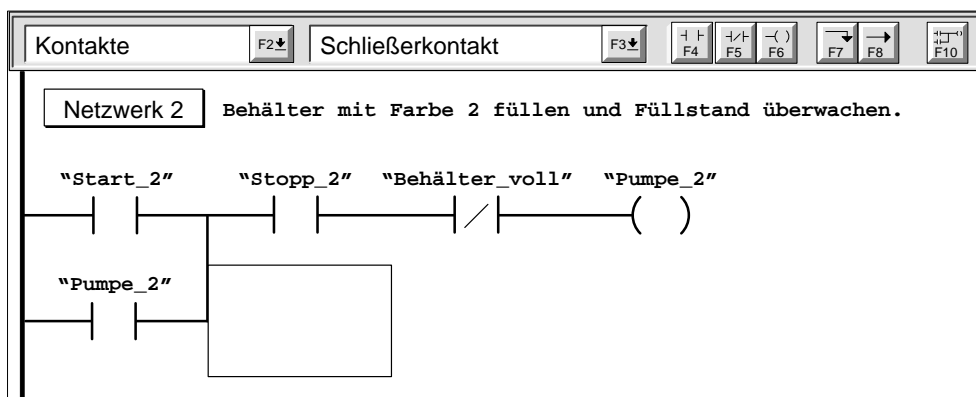 Kontakte F2 Schließerkontakt F3 F4 F5 F6 F7 F8 F10
Netzwerk 2 Behälter mit Farbe 2 füllen und Füllstand überwachen.
“Start_2” “Stopp_2” “Behälter_voll” “Pumpe_2”
“Pumpe_2”